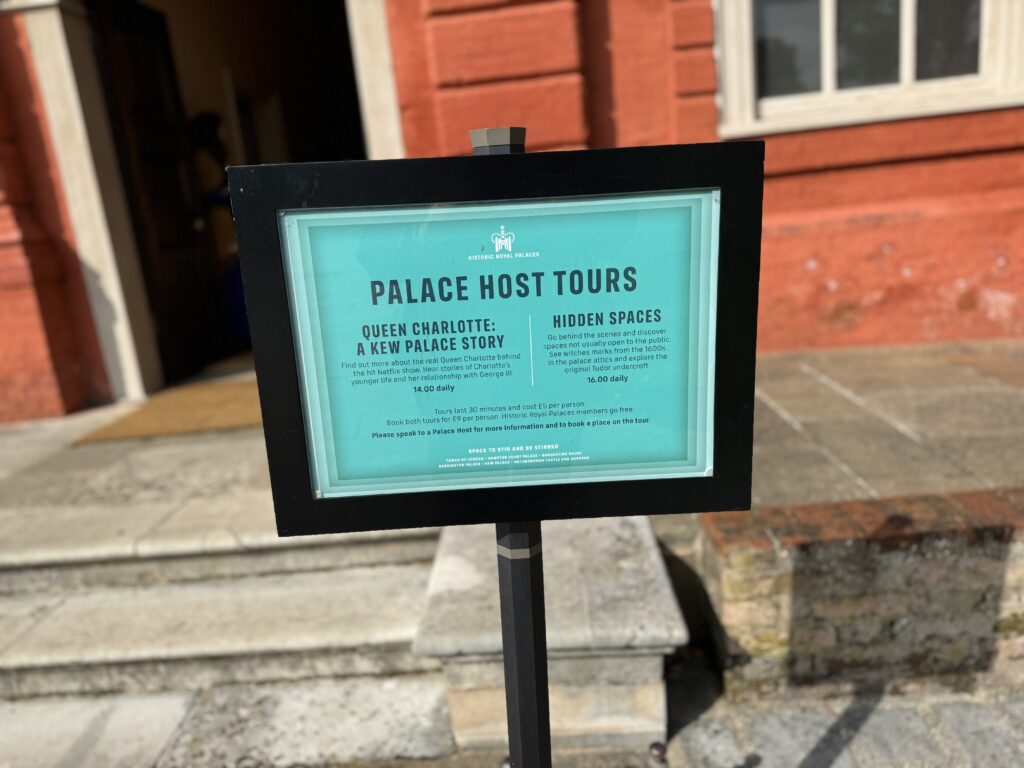 HISTORIC ROYAL PALACES
PALACE HOST TOURS
QUEEN CHARLOTTE:
A KEW PALACE STORY
Find out more about the real Queen Charlotte behind
the hit Netflix show. Hear stories of Charlotte's
younger life and her relationship with George III.
14.00 daily
HIDDEN SPACES
Go behind the scenes and discover
spaces not usually open to the public.
See witches marks from the 1600s
in the palace attics and explore the
original Tudor undercroft
16.00 daily
Tours last 30 minutes and cost £5 per person.
Book both tours for £9 per person. Historic Royal Palaces members go free.
Please speak to a Palace Host for more information and to book a place on the tour.
SPACE TO STIR AND BE STIRRED
TOWER OF LONDON • HAMPTON COURT PALACE • BANQUETING HOUSE
KENSINGTON PALACE • KEW PALACE • HILLSBOROUGH CASTLE AND GARDENS